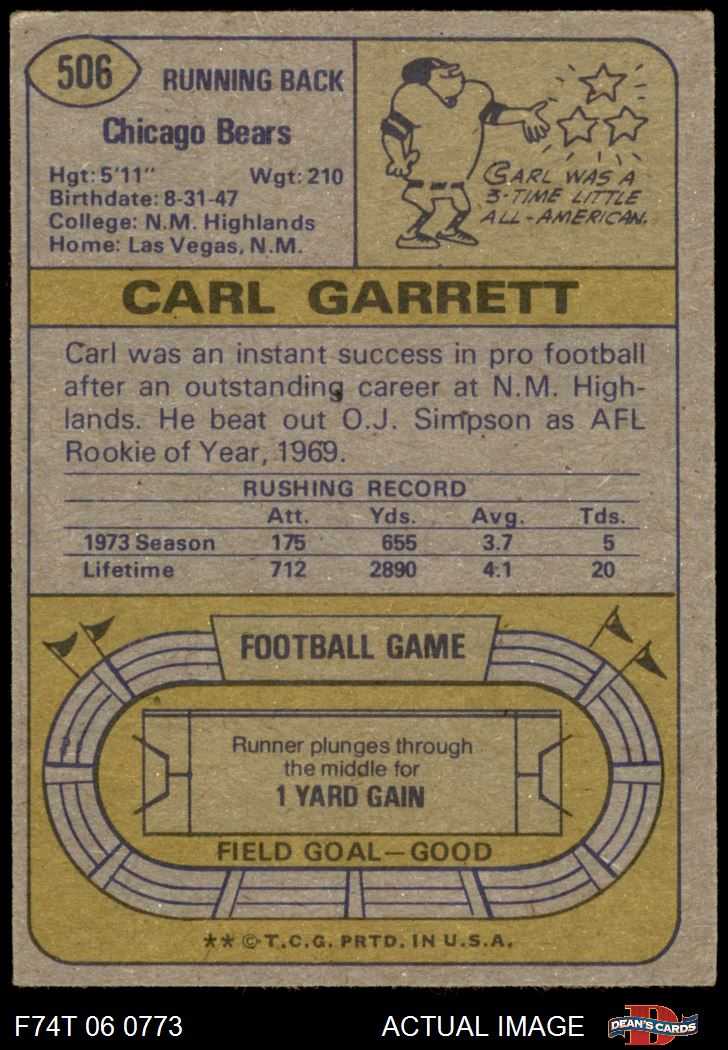 506
RUNNING BACK
Chicago Bears
Hgt: 5'11" Wgt: 210
Birthdate: 8-31-47
College: N.M. Highlands
Home: Las Vegas, N.M.
CARL WAS A
3-TIME LITTLE
ALL-AMERICAN.
CARL GARRETT
Carl was an instant success in pro football
after an outstanding career at N.M. High-
lands. He beat out O.J. Simpson as AFL
Rookie of Year, 1969.
RUSHING RECORD
Att. Yds. Avg. Tds.
1973 Season 175 655 3.7 5
Lifetime 712 2890 4.1 20
FOOTBALL GAME
Runner plunges through
the middle for
1 YARD GAIN
FIELD GOAL—GOOD
** © T.C.G. PRTD. IN U.S.A.
F74T 06 0773 ACTUAL IMAGE
D
DEAN'S CARDS